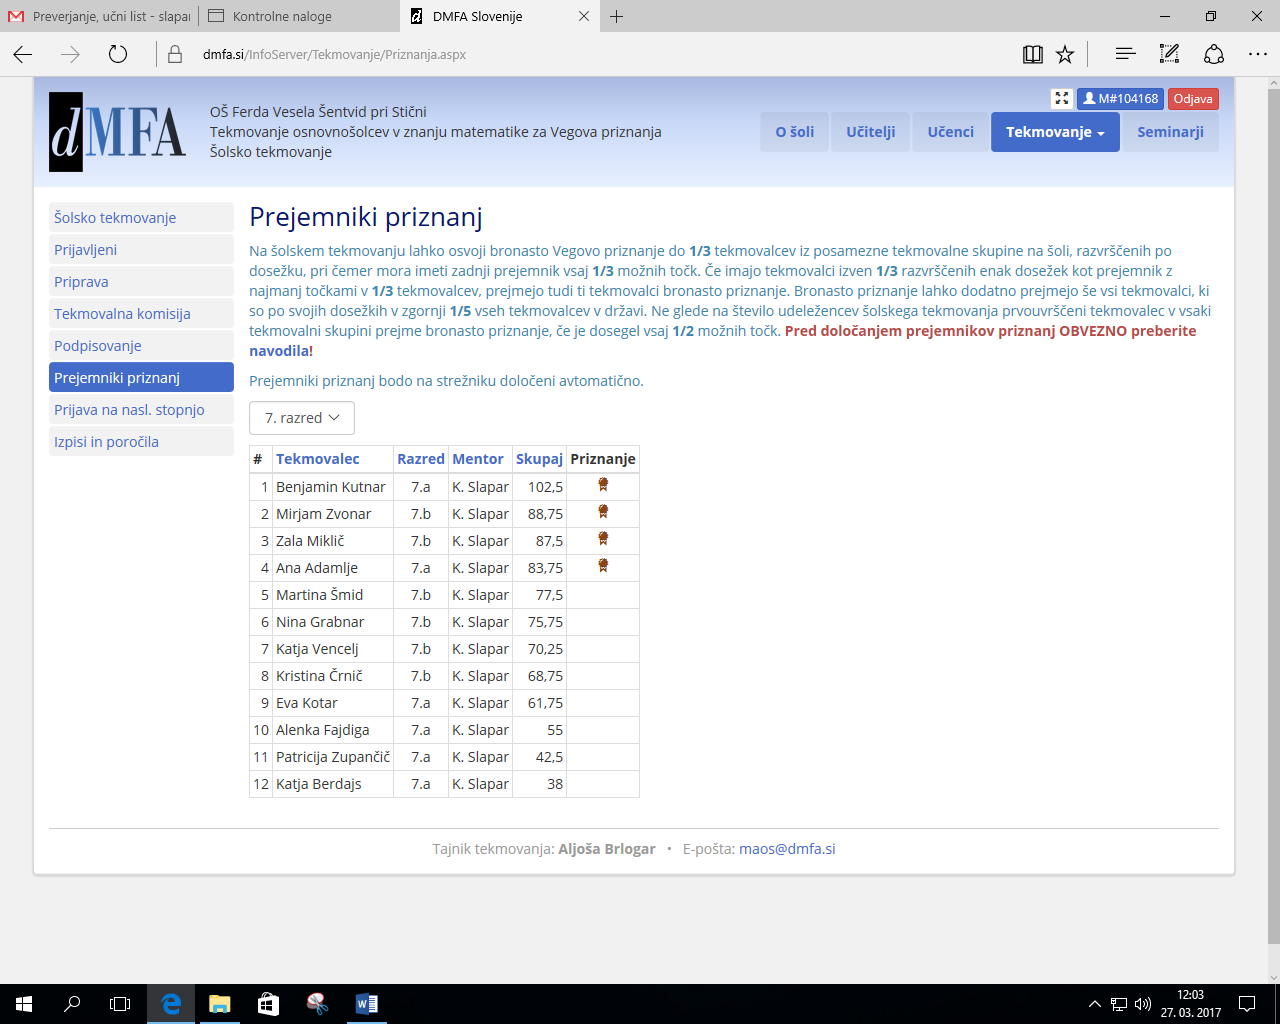 Preverjanje, učni list - slapar
Kontrolne naloge
DMFA Slovenije
dmfa.si/InfoServer/Tekmovanje/Priznanja.aspx
dMFA
OŠ Ferda Vesela Šentvid pri Stični
Tekmovanje osnovnošolcev v znanju matematike za Vegova priznanja
Šolsko tekmovanje
M#104168
Odjava
O šoli
Učitelji
Učenci
Tekmovanje
Seminarji
Šolsko tekmovanje
Prijavljeni
Priprava
Tekmovalna komisija
Podpisovanje
Prejemniki priznanj
Prijava na nasl. stopnjo
Izpisi in poročila
Prejemniki priznanj
Na šolskem tekmovanju lahko osvoji bronasto Vegovo priznanje do 1/3 tekmovalcev iz posamezne tekmovalne skupine na šoli, razvrščenih po
dosežku, pri čemer mora imeti zadnji prejemnik vsaj 1/3 možnih točk. Če imajo tekmovalci izven 1/3 razvrščenih enak dosežek kot prejemnik z
najmanj točkami v 1/3 tekmovalcev, prejmejo tudi ti tekmovalci bronasto priznanje. Bronasto priznanje lahko dodatno prejmejo še vsi tekmovalci, ki
so po svojih dosežkih v zgornji 1/5 vseh tekmovalcev v državi. Ne glede na število udeležencev šolskega tekmovanja prvouvrščeni tekmovalec v vsaki
tekmovalni skupini prejme bronasto priznanje, če je dosegel vsaj 1/2 možnih točk. Pred določanjem prejemnikov priznanj OBVEZNO preberite
navodila!
Prejemniki priznanj bodo na strežniku določeni avtomatično.
7. razred
# Tekmovalec Razred Mentor Skupaj Priznanje
1 Benjamin Kutnar 7.a K. Slapar 102,5
2 Mirjam Zvonar 7.b K. Slapar 88,75
3 Zala Miklič 7.b K. Slapar 87,5
4 Ana Adamlje 7.a K. Slapar 83,75
5 Martina Šmid 7.b K. Slapar 77,5
6 Nina Grabnar 7.b K. Slapar 75,75
7 Katja Vencelj 7.b K. Slapar 70,25
8 Kristina Črnič 7.b K. Slapar 68,75
9 Eva Kotar 7.a K. Slapar 61,75
10 Alenka Fajdiga 7.a K. Slapar 55
11 Patricija Zupančič 7.a K. Slapar 42,5
12 Katja Berdajs 7.a K. Slapar 38
Tajnik tekmovanja: Aljoša Brlogar • E-pošta: maos@dmfa.si
12:03
27. 03. 2017